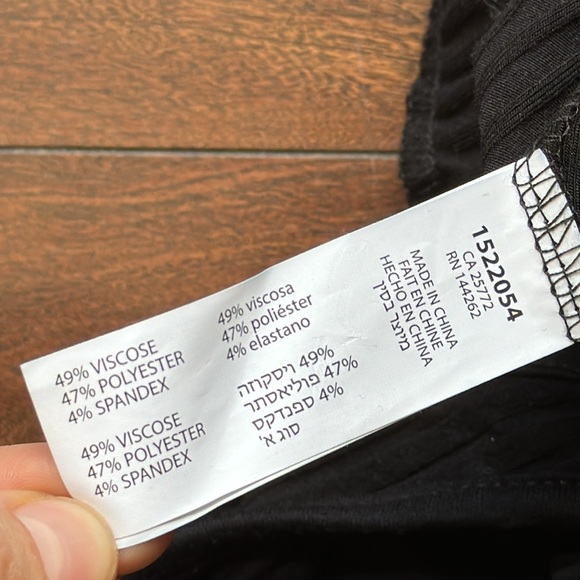 1522054
CA 25772
RN 144262
MADE IN CHINA
FAIT EN CHINE
HECHO EN CHINA
מיוצר בסין
49% VISCOSE
47% POLYESTER
4% SPANDEX
49% VISCOSE
47% POLYESTER
4% SPANDEX
49% viscosa
47% poliéster
4% elastano
49% ויסקוזה
47% פוליאסתר
4% ספנדקס
סוג א'